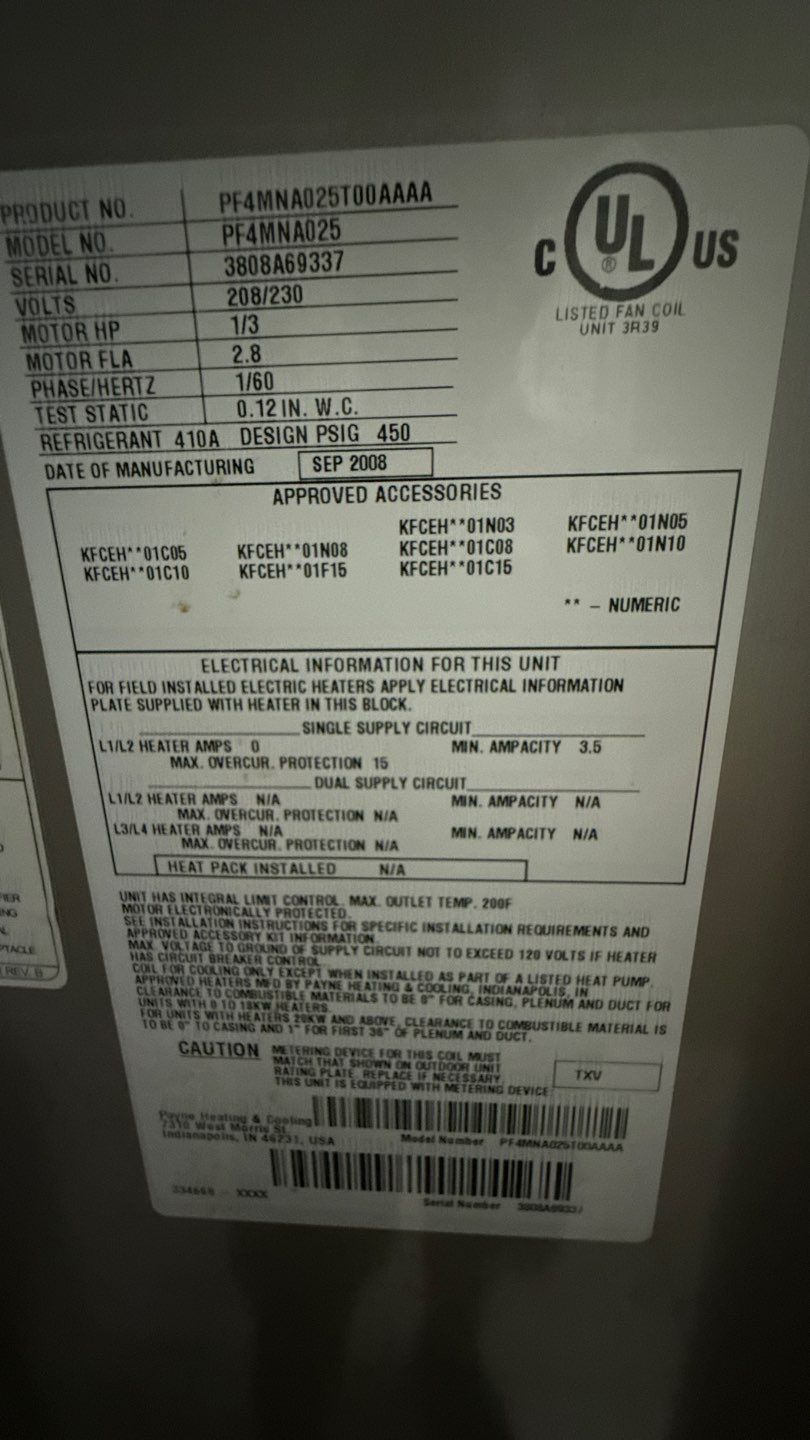 PRODUCT NO. PF4MNA025T00AAAA
MODEL NO. PF4MNA025
SERIAL NO. 3808A69337
VOLTS 208/230
MOTOR HP 1/3
MOTOR FLA 2.8
PHASE/HERTZ 1/60
TEST STATIC 0.12 IN. W.C.
REFRIGERANT 410A DESIGN PSIG 450
DATE OF MANUFACTURING SEP 2008
C UL ® US
LISTED FAN COIL
UNIT 3R39
APPROVED ACCESSORIES
KFCEH**01N03 KFCEH**01N05
KFCEH**01C05 KFCEH**01N08 KFCEH**01C08 KFCEH**01N10
KFCEH**01C10 KFCEH**01F15 KFCEH**01C15
** – NUMERIC
ELECTRICAL INFORMATION FOR THIS UNIT
FOR FIELD INSTALLED ELECTRIC HEATERS APPLY ELECTRICAL INFORMATION
PLATE SUPPLIED WITH HEATER IN THIS BLOCK.
SINGLE SUPPLY CIRCUIT
L1/L2 HEATER AMPS 0 MIN. AMPACITY 3.5
MAX. OVERCUR. PROTECTION 15
DUAL SUPPLY CIRCUIT
L1/L2 HEATER AMPS N/A MIN. AMPACITY N/A
MAX. OVERCUR. PROTECTION N/A
L3/L4 HEATER AMPS N/A MIN. AMPACITY N/A
MAX. OVERCUR. PROTECTION N/A
HEAT PACK INSTALLED N/A
UNIT HAS INTEGRAL LIMIT CONTROL. MAX. OUTLET TEMP. 200F
MOTOR ELECTRONICALLY PROTECTED.
SEE INSTALLATION INSTRUCTIONS FOR SPECIFIC INSTALLATION REQUIREMENTS AND
APPROVED ACCESSORY KIT INFORMATION.
MAX. VOLTAGE TO GROUND OF SUPPLY CIRCUIT NOT TO EXCEED 120 VOLTS IF HEATER
HAS CIRCUIT BREAKER CONTROL.
COIL FOR COOLING ONLY EXCEPT WHEN INSTALLED AS PART OF A LISTED HEAT PUMP.
APPROVED HEATERS MFD BY PAYNE HEATING & COOLING, INDIANAPOLIS, IN
CLEARANCE TO COMBUSTIBLE MATERIALS TO BE 0" FOR CASING, PLENUM AND DUCT FOR
UNITS WITH 0 TO 18KW HEATERS.
FOR UNITS WITH HEATERS 20KW AND ABOVE, CLEARANCE TO COMBUSTIBLE MATERIAL IS
TO BE 0" TO CASING AND 1" FOR FIRST 36" OF PLENUM AND DUCT.
CAUTION METERING DEVICE FOR THIS COIL MUST
MATCH THAT SHOWN ON OUTDOOR UNIT
RATING PLATE. REPLACE IF NECESSARY.
THIS UNIT IS EQUIPPED WITH METERING DEVICE TXV
Payne Heating & Cooling
7310 West Morris St.
Indianapolis, IN 46231, USA
Model Number PF4MNA025T00AAAA
334668 - XXXX
Serial Number 3808A69337
REV. B